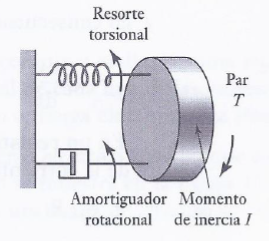 Resorte
torsional
Par
T
Amortiguador
rotacional
Momento
de inercia I